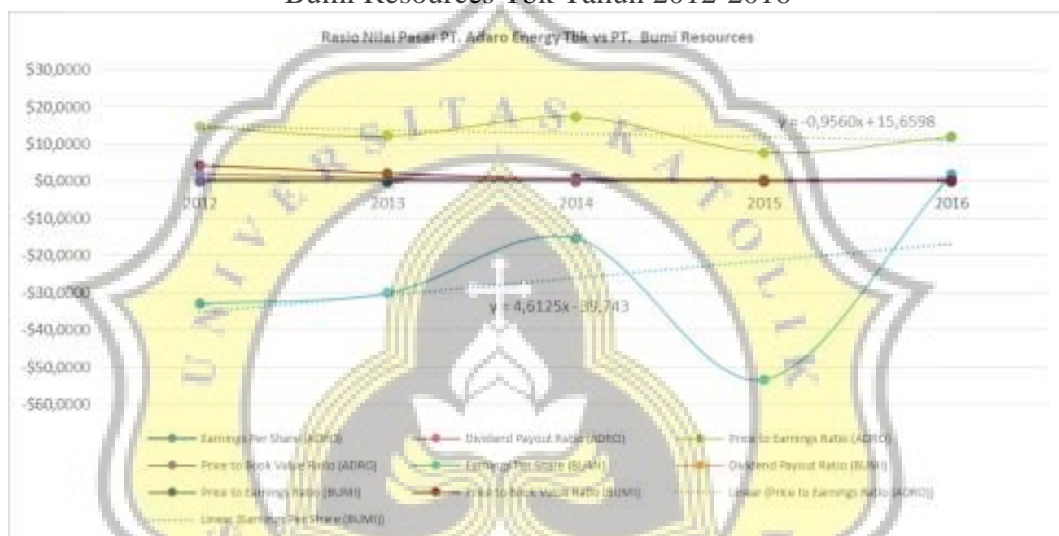 Bumi Resources Tbk Tahun 2012-2016
Rasio Nilai Pasar PT. Adaro Energy Tbk vs PT. Bumi Resources
$30,0000
$20,0000
$10,0000
$0,0000
-$10,0000
-$20,0000
-$30,0000
-$40,0000
-$50,0000
-$60,0000
2012 2013 2014 2015 2016
y = -0,9560x + 15,6598
y = 4,6125x - 39,743
Earnings Per Share (ADRO) Dividend Payout Ratio (ADRO) Price to Earnings Ratio (ADRO)
Price to Book Value Ratio (ADRO) Earnings Per Share (BUMI) Dividend Payout Ratio (BUMI)
Price to Earnings Ratio (BUMI) Price to Book Value Ratio (BUMI) Linear (Price to Earnings Ratio (ADRO))
Linear (Earnings Per Share (BUMI))
UNIVERSITAS KATOLIK